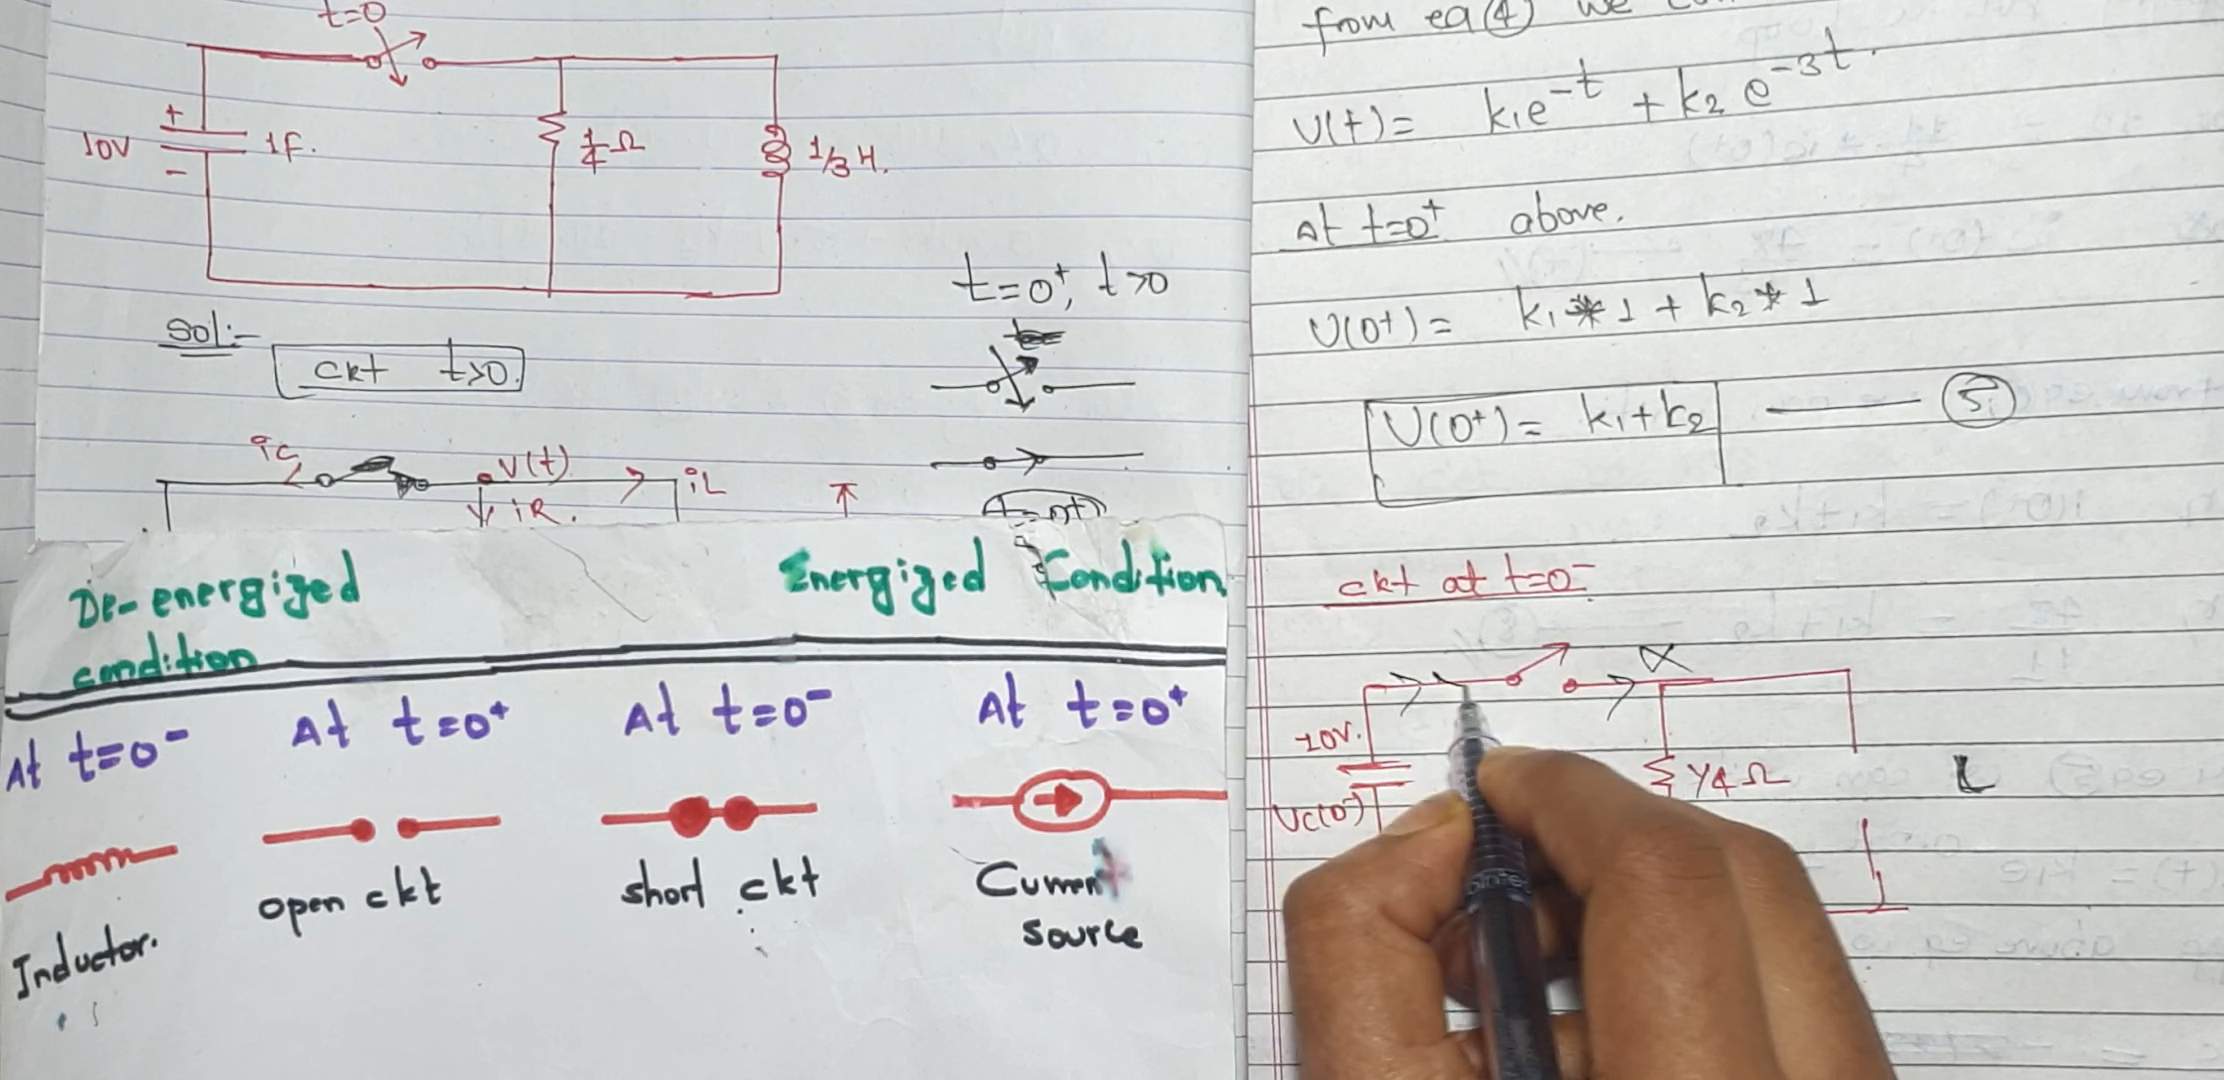 t=0
10V
+
-
1F.
1/4 Ω
1/3 H.
Sol:-
ckt t>0
t=0+, t>0
ic
V(t)
iR.
iL
De-energized
condition
Energized Condition
At t=0-
At t=0+
At t=0-
At t=0+
Inductor.
open ckt
short ckt
Current
source
from eq (4) we
V(t)= k1e-t + k2 e-3t.
At t=0+ above.
V(0+)= k1*1 + k2*1
V(0+)= k1+k2
(5)
ckt at t=0-
10V.
Vc(0-)
1/4 Ω
L